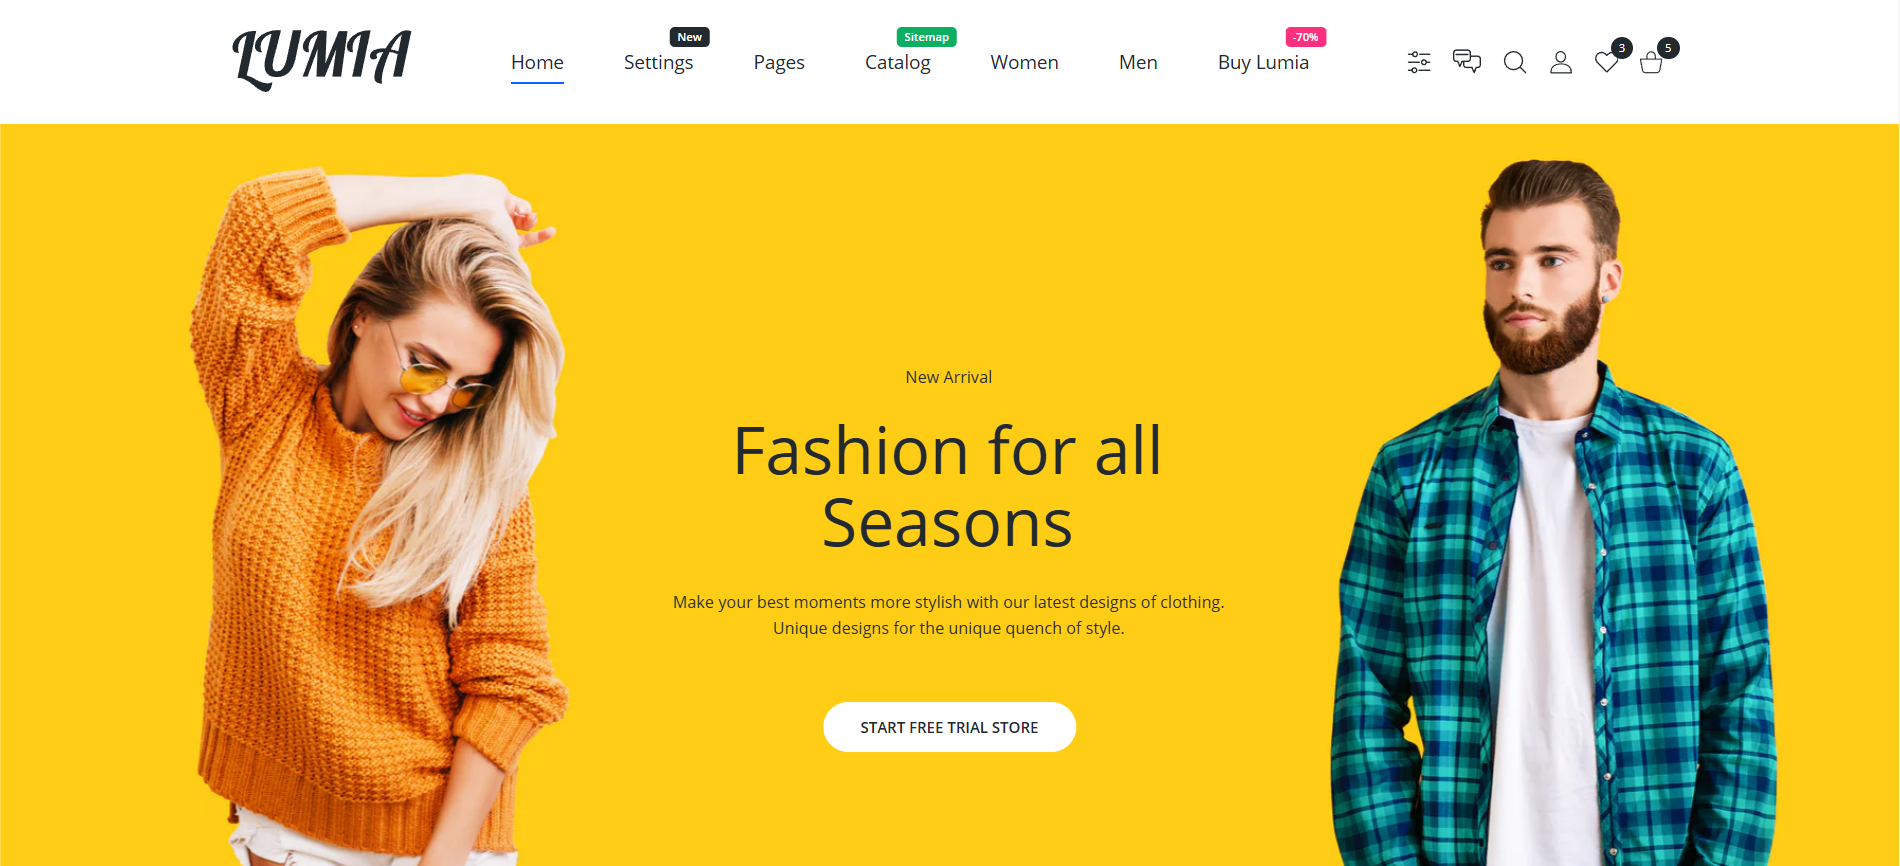 LUMIA
New
Sitemap
-70%
Home Settings Pages Catalog Women Men Buy Lumia
3 5
New Arrival
Fashion for all
Seasons
Make your best moments more stylish with our latest designs of clothing.
Unique designs for the unique quench of style.
START FREE TRIAL STORE